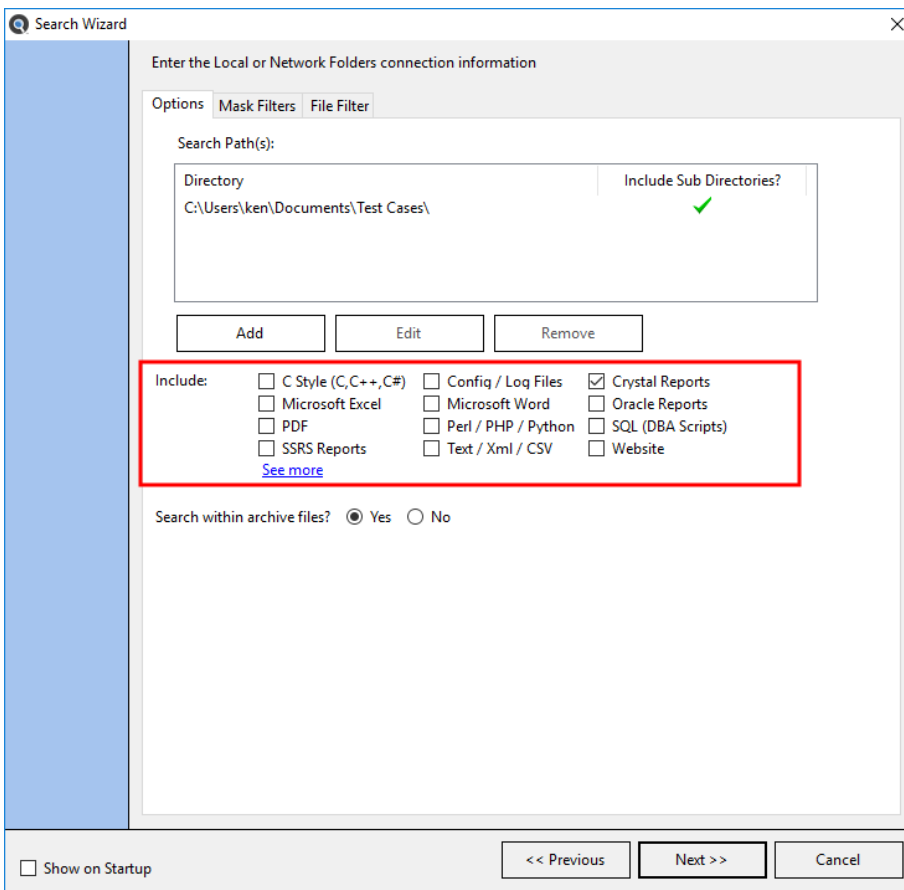 Search Wizard
Enter the Local or Network Folders connection information
Options Mask Filters File Filter
Search Path(s):
Directory Include Sub Directories?
C:\Users\ken\Documents\Test Cases\
Add Edit Remove
Include: C Style (C,C++,C#) Config / Log Files Crystal Reports
Microsoft Excel Microsoft Word Oracle Reports
PDF Perl / PHP / Python SQL (DBA Scripts)
SSRS Reports Text / Xml / CSV Website
See more
Search within archive files? Yes No
<< Previous Next >> Cancel
Show on Startup